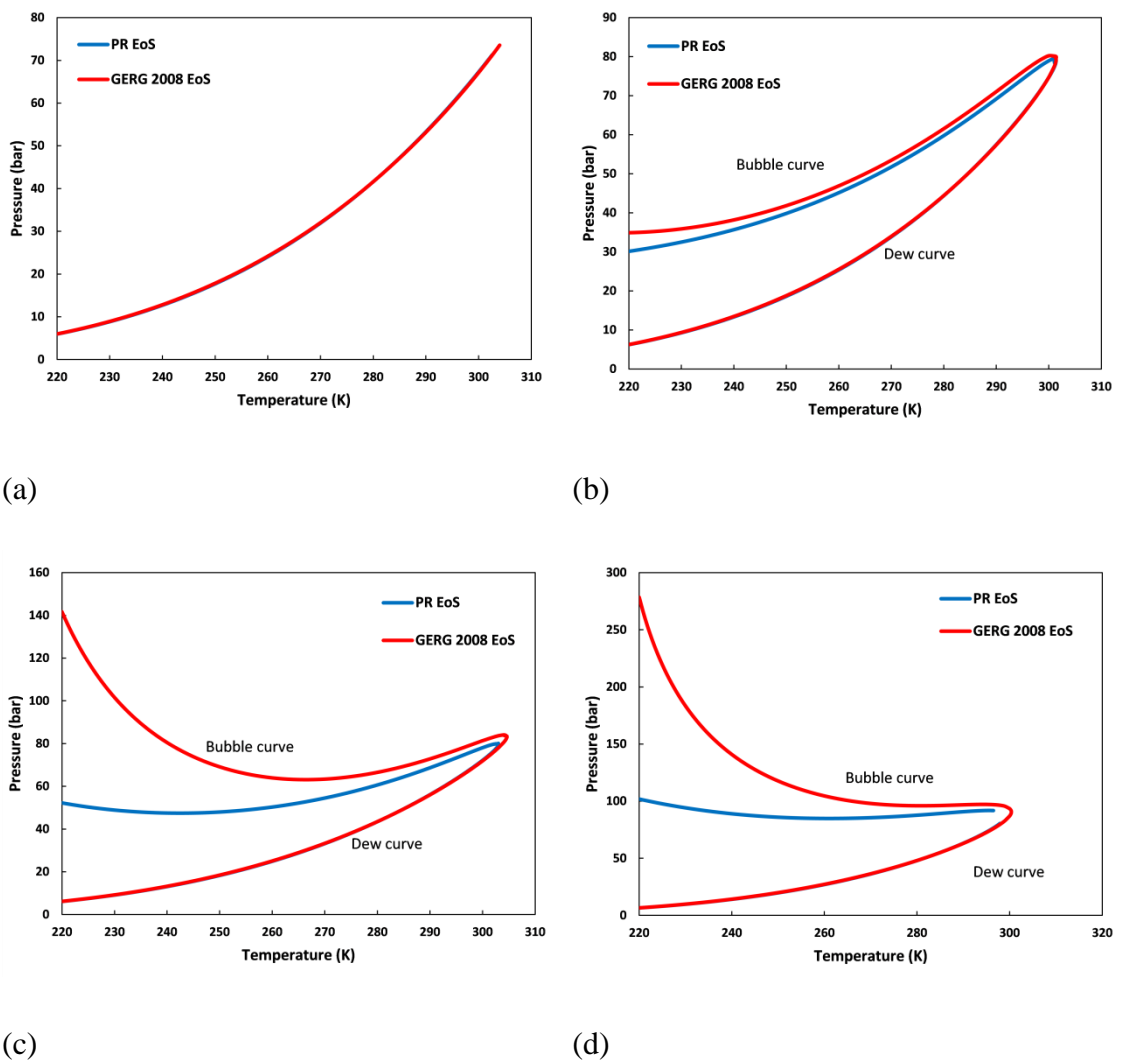 80
70
60
50
40
30
20
10
0
Pressure (bar)
PR EoS
GERG 2008 EoS
220 230 240 250 260 270 280 290 300 310
Temperature (K)
(a)
90
80
70
60
50
40
30
20
10
0
Pressure (bar)
PR EoS
GERG 2008 EoS
Bubble curve
Dew curve
220 230 240 250 260 270 280 290 300 310
Temperature (K)
(b)
160
140
120
100
80
60
40
20
0
Pressure (bar)
PR EoS
GERG 2008 EoS
Bubble curve
Dew curve
220 230 240 250 260 270 280 290 300 310
Temperature (K)
(c)
300
250
200
150
100
50
0
Pressure (bar)
PR EoS
GERG 2008 EoS
Bubble curve
Dew curve
220 240 260 280 300 320
Temperature (K)
(d)